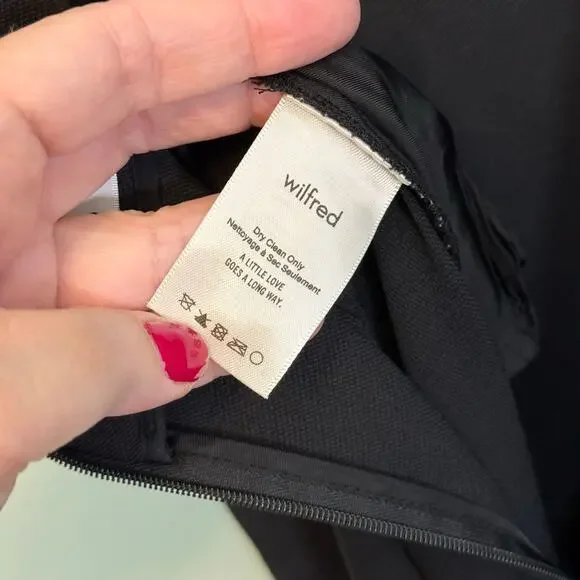 wilfred
Dry Clean Only
Nettoyage à Sec Seulement
A LITTLE LOVE
GOES A LONG WAY.